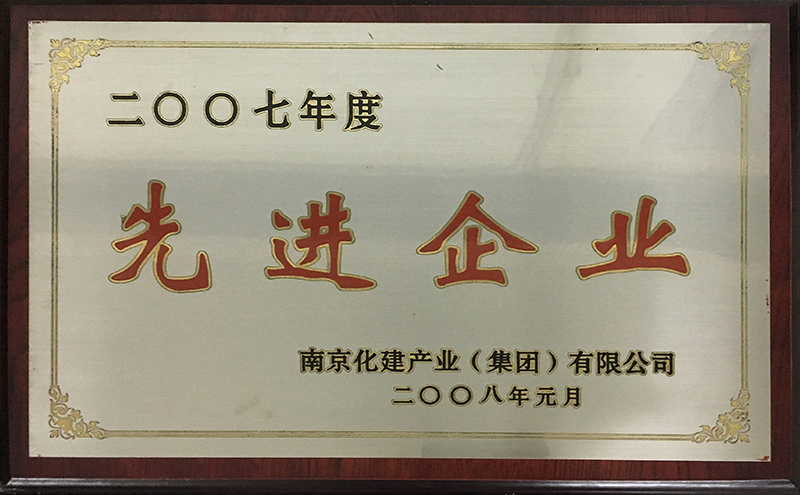 二〇〇七年度
先进企业
南京化建产业（集团）有限公司
二〇〇八年元月